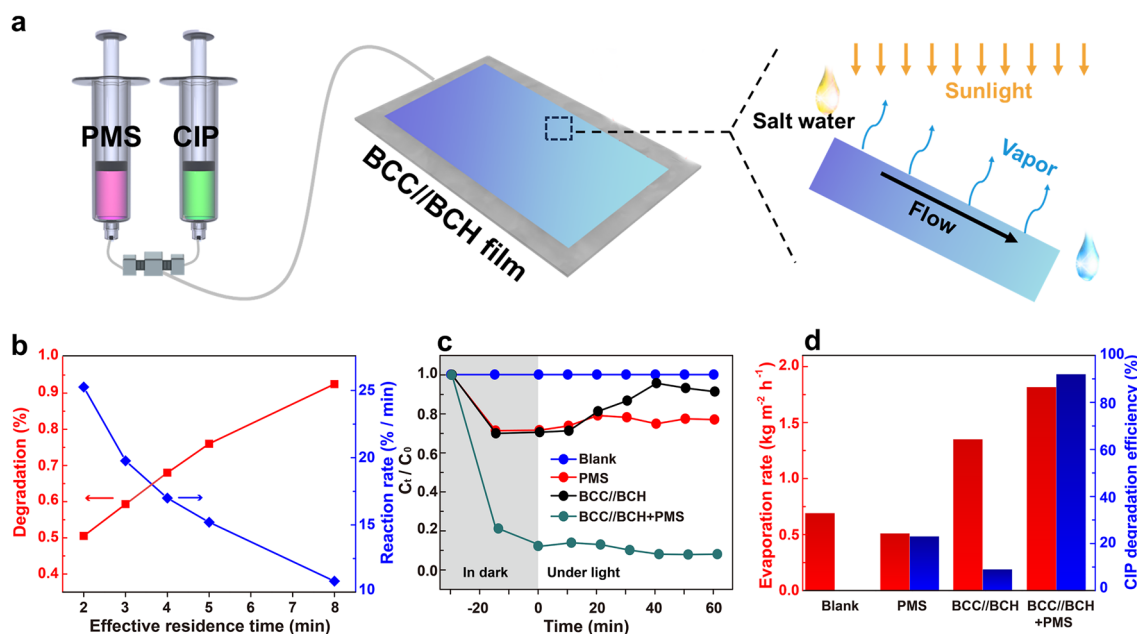 a
PMS
CIP
BCC//BCH film
Sunlight
Salt water
Vapor
Flow
b
Degradation (%)
1.0
0.9
0.8
0.7
0.6
0.5
0.4
25
20
15
10
Reaction rate (% / min)
2
3
4
5
6
7
8
Effective residence time (min)
c
Ct / C0
1.0
0.8
0.6
0.4
0.2
0.0
Blank
PMS
BCC//BCH
BCC//BCH+PMS
In dark
Under light
-20
0
20
40
60
Time (min)
d
Evaporation rate (kg m-2 h-1)
2.0
1.5
1.0
0.5
0.0
100
80
60
40
20
0
CIP degradation efficiency (%)
Blank
PMS
BCC//BCH
BCC//BCH
+PMS